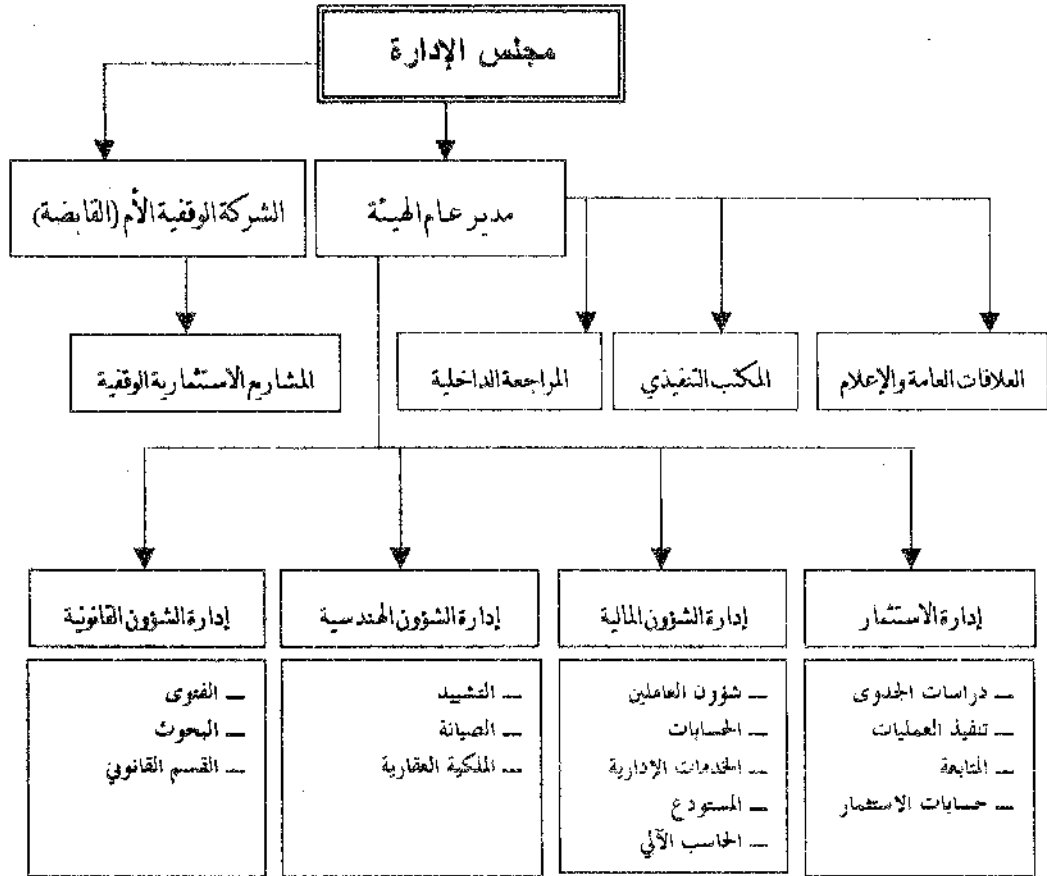 مجلس الإدارة
مدير عام الهيئة
الشركة الوقفية الأم (القابضة)
العلاقات العامة والإعلام
المكتب التنفيذي
المراجعة الداخلية
المشاريع الاستثمارية الوقفية
إدارة الاستثمار
إدارة الشؤون المالية
إدارة الشؤون الهندسية
إدارة الشؤون القانونية
– دراسات الجدوى
– تنفيذ العمليات
– المتابعة
– حسابات الاستثمار
– شؤون العاملين
– الحسابات
– الخدمات الإدارية
– المستودع
– الحاسب الآلي
– التشييد
– الصيانة
– الملكية العقارية
– الفتوى
– البحوث
– القسم القانوني